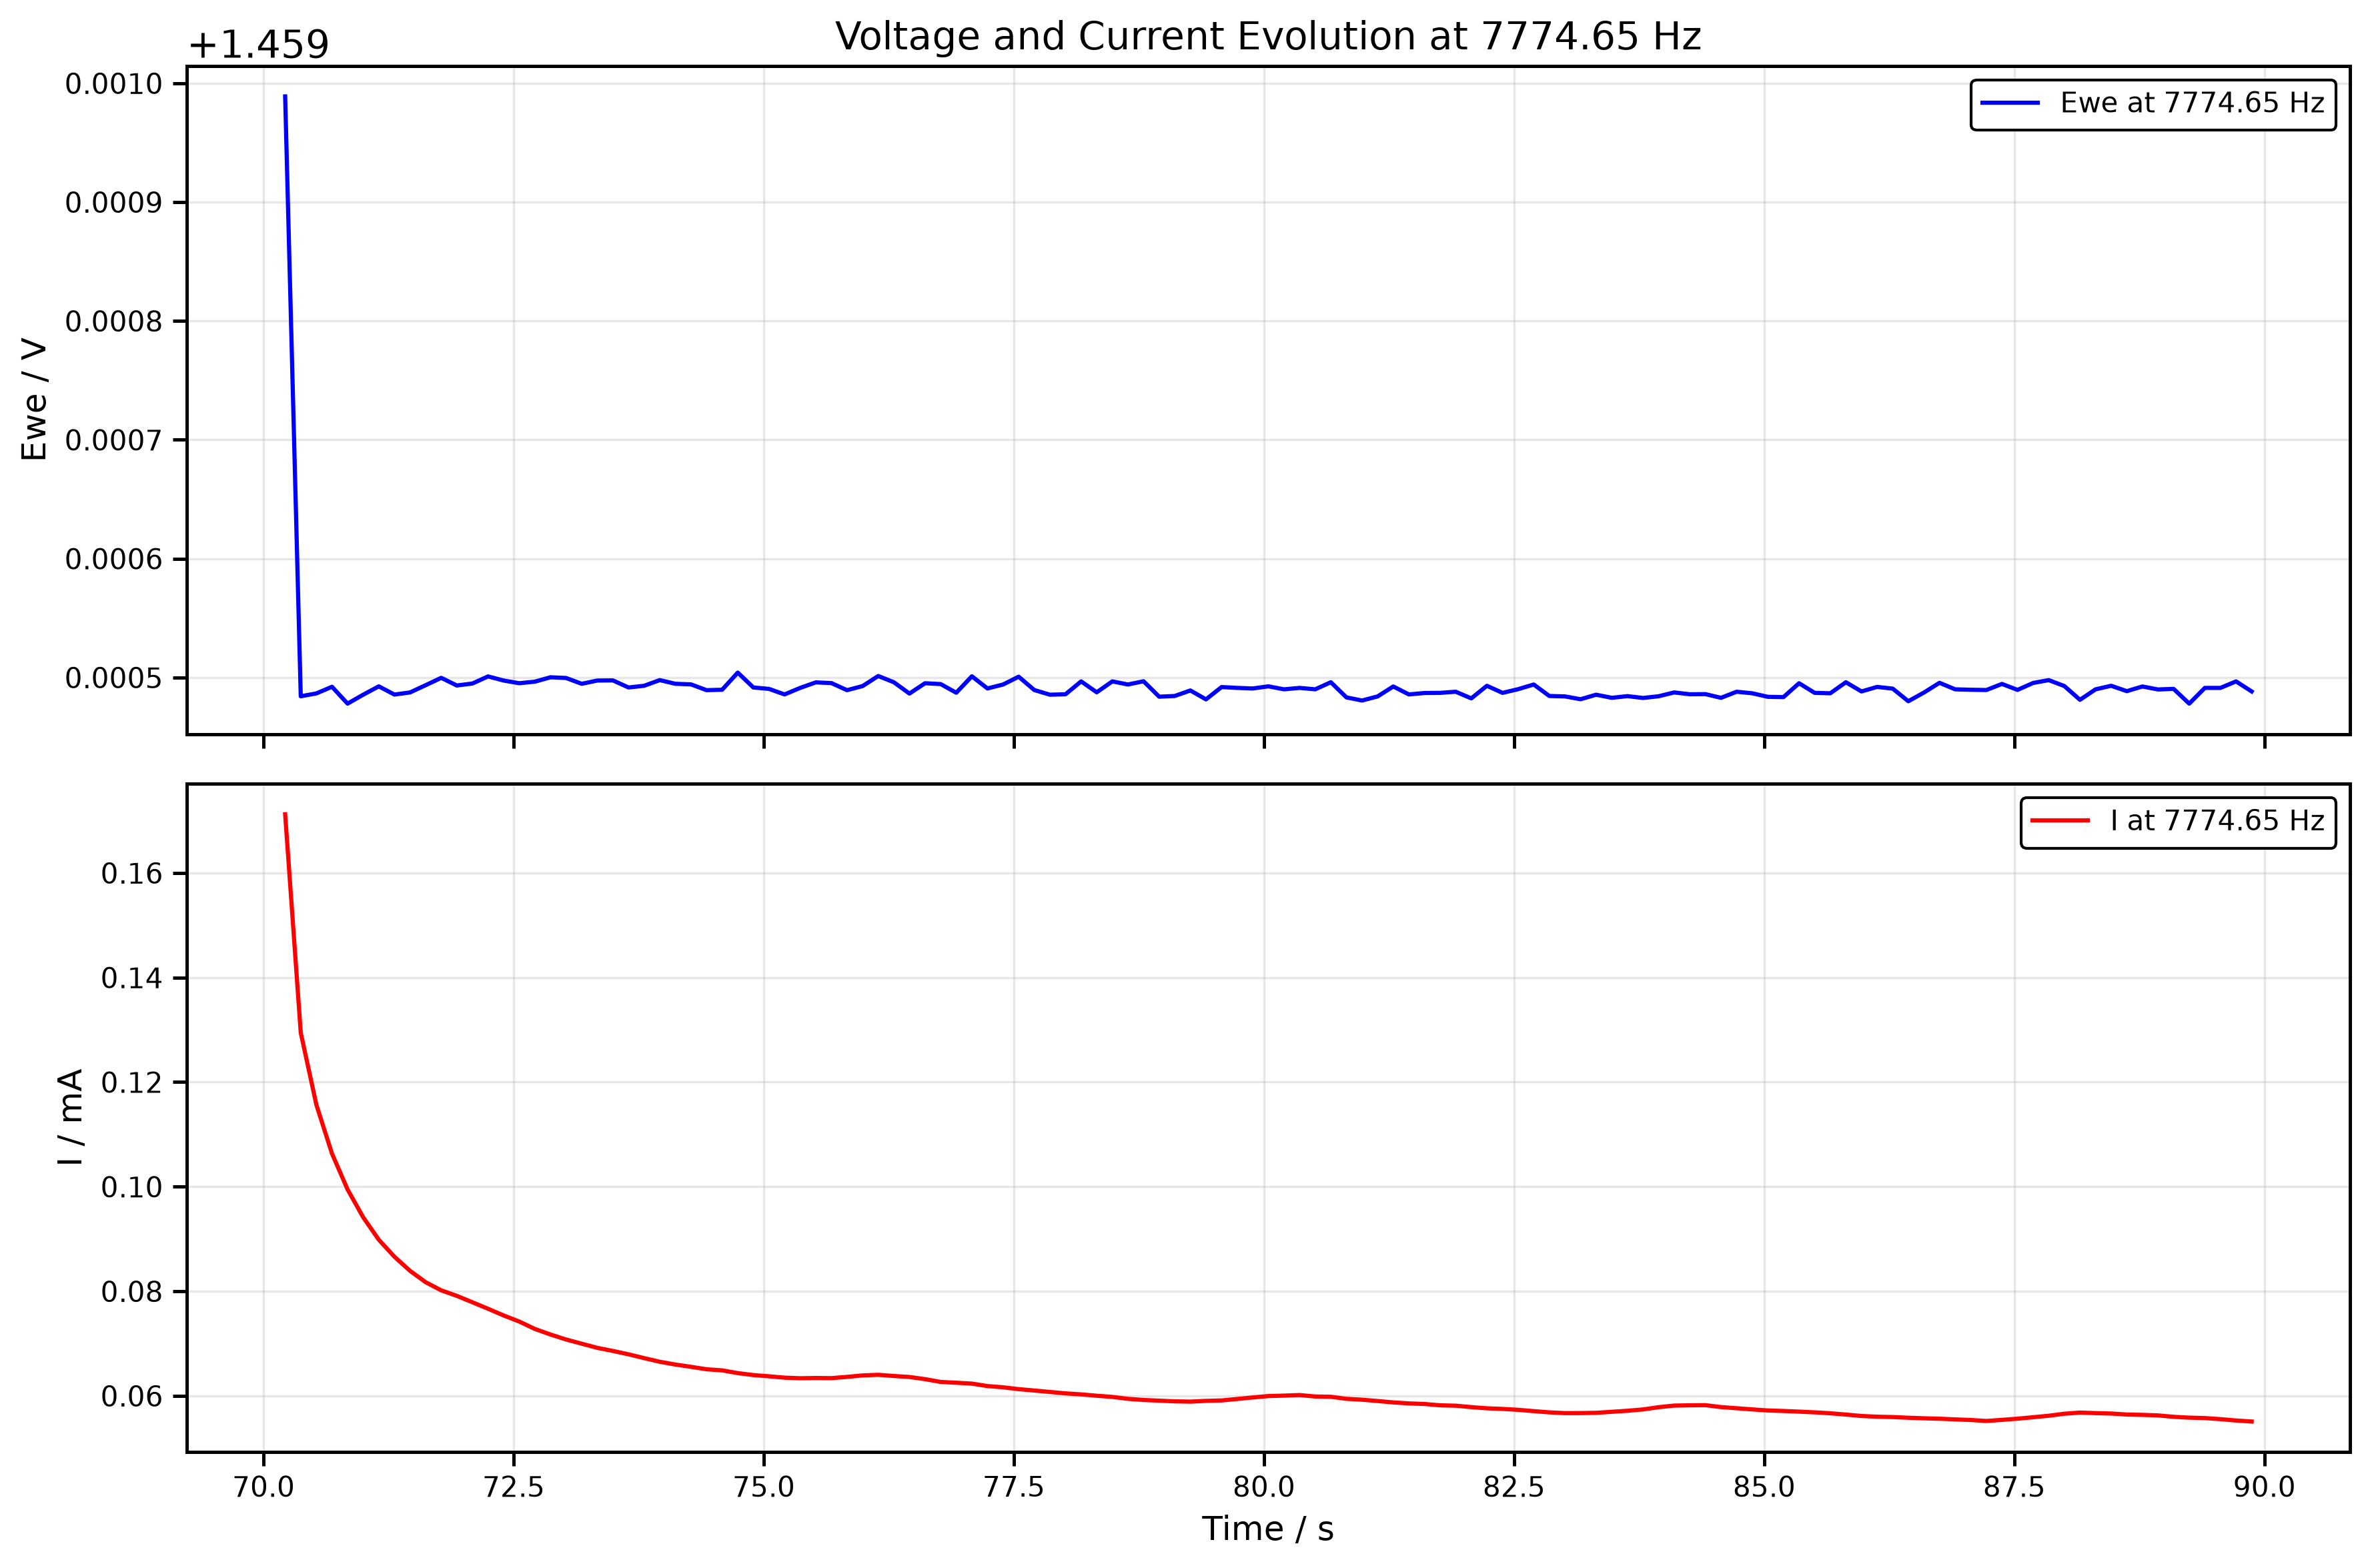 Voltage and Current Evolution at 7774.65 Hz
+1.459
Ewe / V
0.0010
0.0009
0.0008
0.0007
0.0006
0.0005
Ewe at 7774.65 Hz
I / mA
0.16
0.14
0.12
0.10
0.08
0.06
I at 7774.65 Hz
70.0 72.5 75.0 77.5 80.0 82.5 85.0 87.5 90.0
Time / s